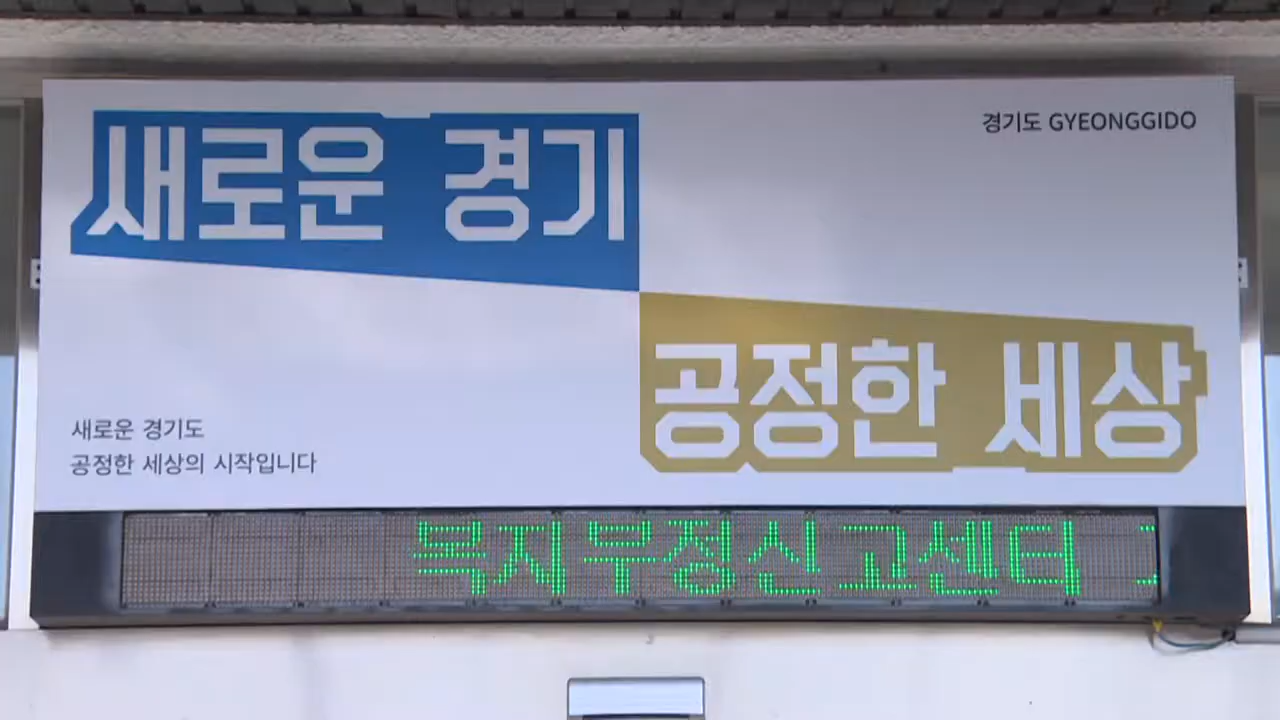 경기도 GYEONGGIDO
새로운 경기
공정한 세상
새로운 경기도
공정한 세상의 시작입니다
복지부정신고센터